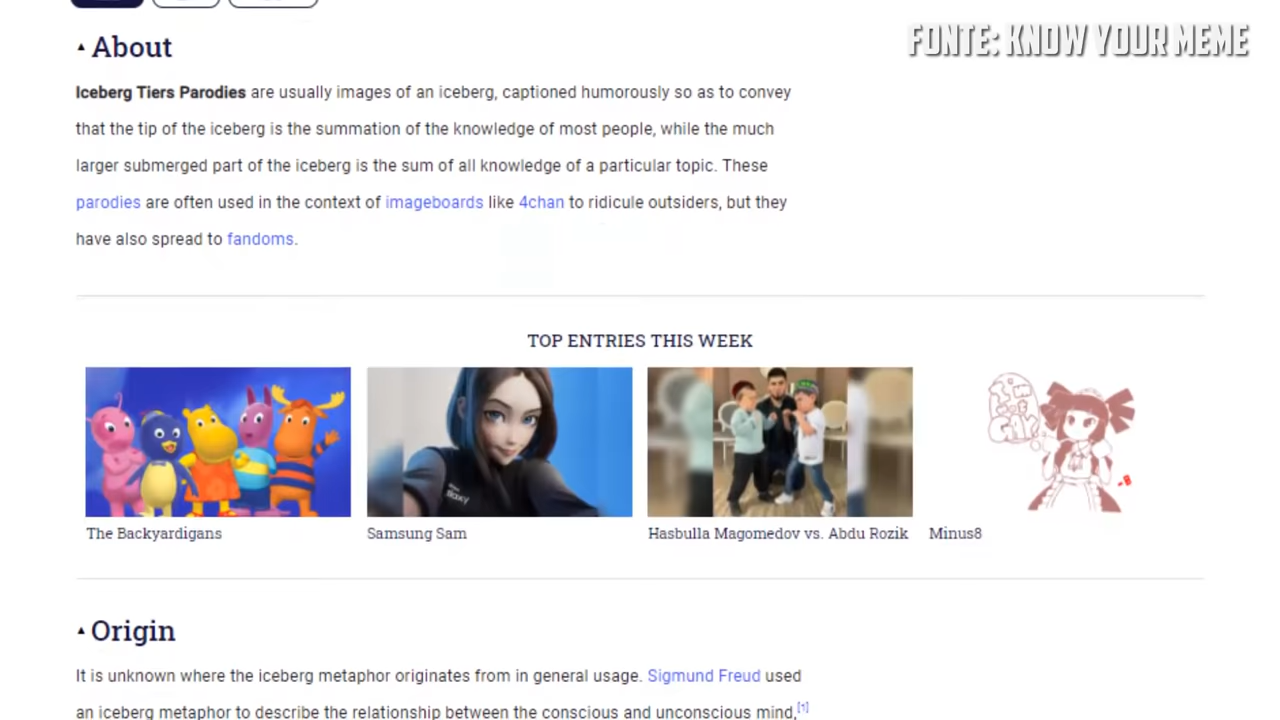 FONTE: KNOW YOUR MEME
About
Iceberg Tiers Parodies are usually images of an iceberg, captioned humorously so as to convey
that the tip of the iceberg is the summation of the knowledge of most people, while the much
larger submerged part of the iceberg is the sum of all knowledge of a particular topic. These
parodies are often used in the context of imageboards like 4chan to ridicule outsiders, but they
have also spread to fandoms.
TOP ENTRIES THIS WEEK
Galaxy
I'm not GAY
The Backyardigans
Samsung Sam
Hasbulla Magomedov vs. Abdu Rozik
Minus8
Origin
It is unknown where the iceberg metaphor originates from in general usage. Sigmund Freud used
an iceberg metaphor to describe the relationship between the conscious and unconscious mind,[1]